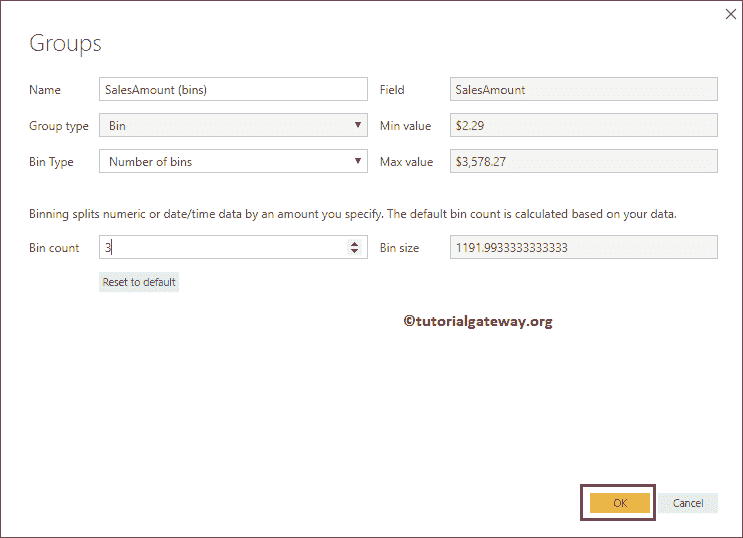 Groups
Name SalesAmount (bins) Field SalesAmount
Group type Bin Min value $2.29
Bin Type Number of bins Max value $3,578.27
Binning splits numeric or date/time data by an amount you specify. The default bin count is calculated based on your data.
Bin count 3 Bin size 1191.9933333333333
Reset to default
©tutorialgateway.org
OK Cancel